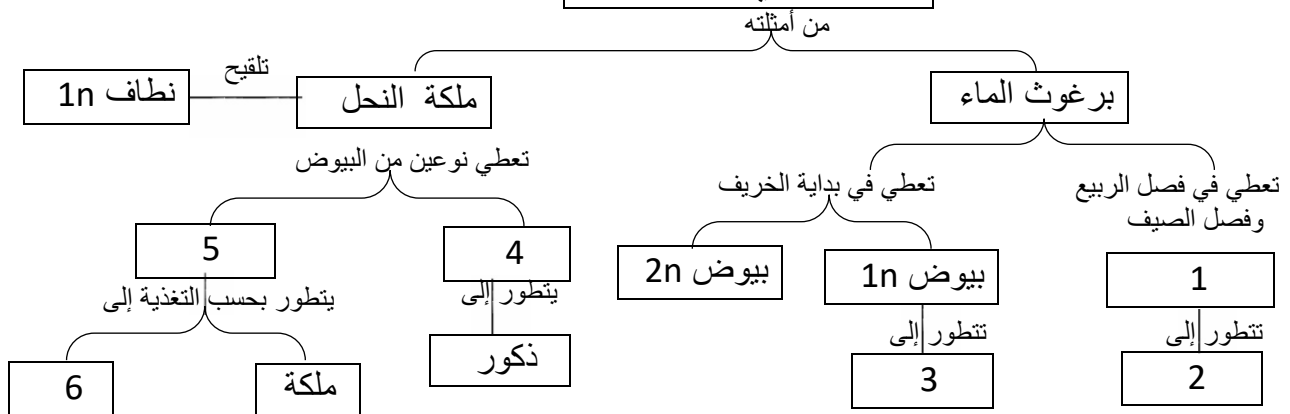 من أمثلته
برغوث الماء
ملكة النحل
تلقيح
نطاف 1n
تعطي في فصل الربيع
وفصل الصيف
تعطي في بداية الخريف
تعطي نوعين من البيوض
1
بيوض 1n
بيوض 2n
4
5
تتطور إلى
تتطور إلى
يتطور إلى
يتطور بحسب التغذية إلى
2
3
ذكور
ملكة
6